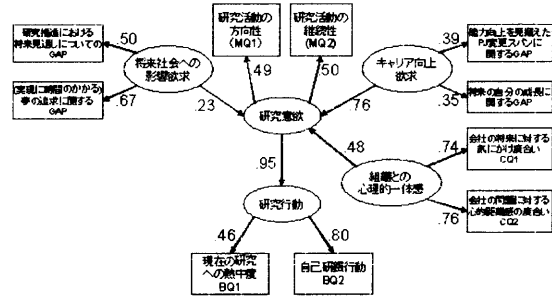 研究推進における
将来見通しについての
GAP
.50
(実現に時間のかかる)
夢の追求に関する
GAP
.67
将来社会への
影響欲求
.23
研究活動の
方向性
(MQ1)
.49
研究活動の
継続性
(MQ2)
.50
研究意欲
キャリア向上
欲求
.76
.39
能力向上を見据えた
PJ変更スパンに
関するGAP
.35
将来の自分の成長に
関するGAP
組織との
心理的一体感
.48
.74
会社の将来に対する
気にかけ度合い
CQ1
.76
会社の問題に対する
心的距離感の度合い
CQ2
.95
研究行動
.46
現在の研究
への熱中度
BQ1
.80
自己研鑽行動
BQ2